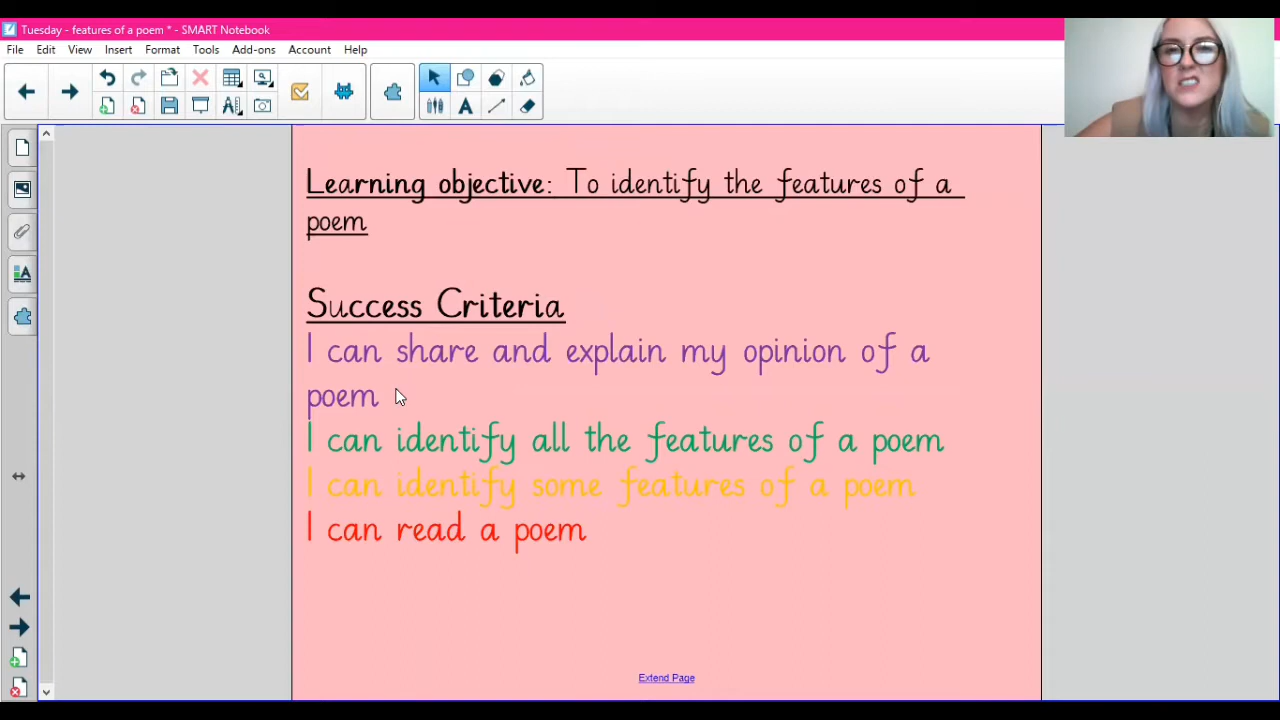 Tuesday - features of a poem * - SMART Notebook
File Edit View Insert Format Tools Add-ons Account Help
Learning objective: To identify the features of a
poem
Success Criteria
I can share and explain my opinion of a
poem
I can identify all the features of a poem
I can identify some features of a poem
I can read a poem
Extend Page